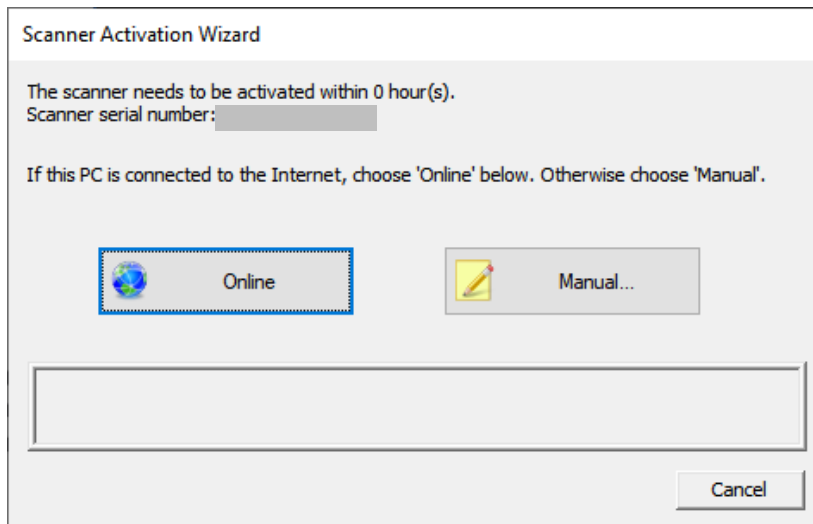 Scanner Activation Wizard
The scanner needs to be activated within 0 hour(s).
Scanner serial number:
If this PC is connected to the Internet, choose 'Online' below. Otherwise choose 'Manual'.
Online
Manual...
Cancel